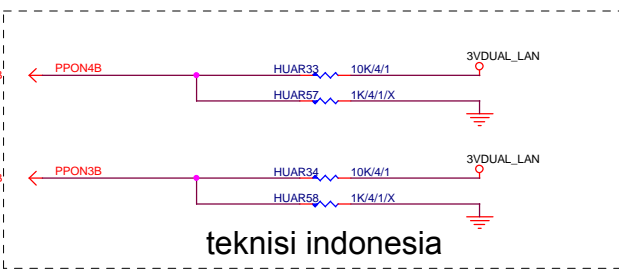 3VDUAL_LAN
PPON4B HUAR33 10K/4/1
HUAR57 1K/4/1/X
3VDUAL_LAN
PPON3B HUAR34 10K/4/1
HUAR58 1K/4/1/X
teknisi indonesia